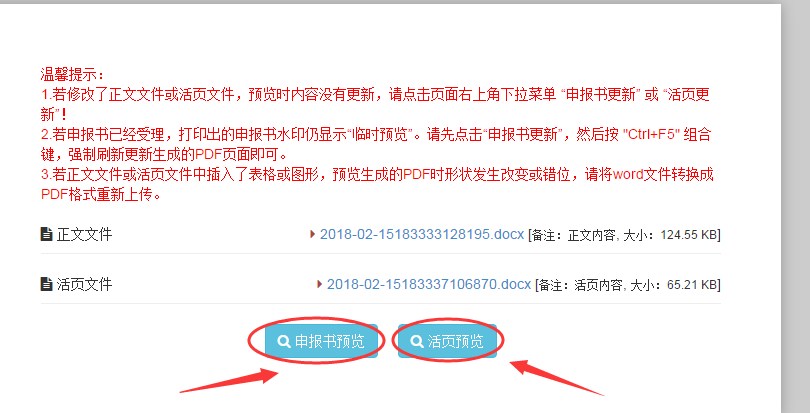 温馨提示：
1.若修改了正文文件或活页文件，预览时内容没有更新，请点击页面右上角下拉菜单 “申报书更新” 或 “活页更
新”！
2.若申报书已经受理，打印出的申报书水印仍显示“临时预览”。请先点击“申报书更新”，然后按 "Ctrl+F5" 组合
键，强制刷新更新生成的PDF页面即可。
3.若正文文件或活页文件中插入了表格或图形，预览生成的PDF时形状发生改变或错位，请将word文件转换成
PDF格式重新上传。
正文文件 2018-02-15183333128195.docx [备注：正文内容, 大小：124.55 KB]
活页文件 2018-02-15183337106870.docx [备注：活页内容, 大小：65.21 KB]
申报书预览 活页预览